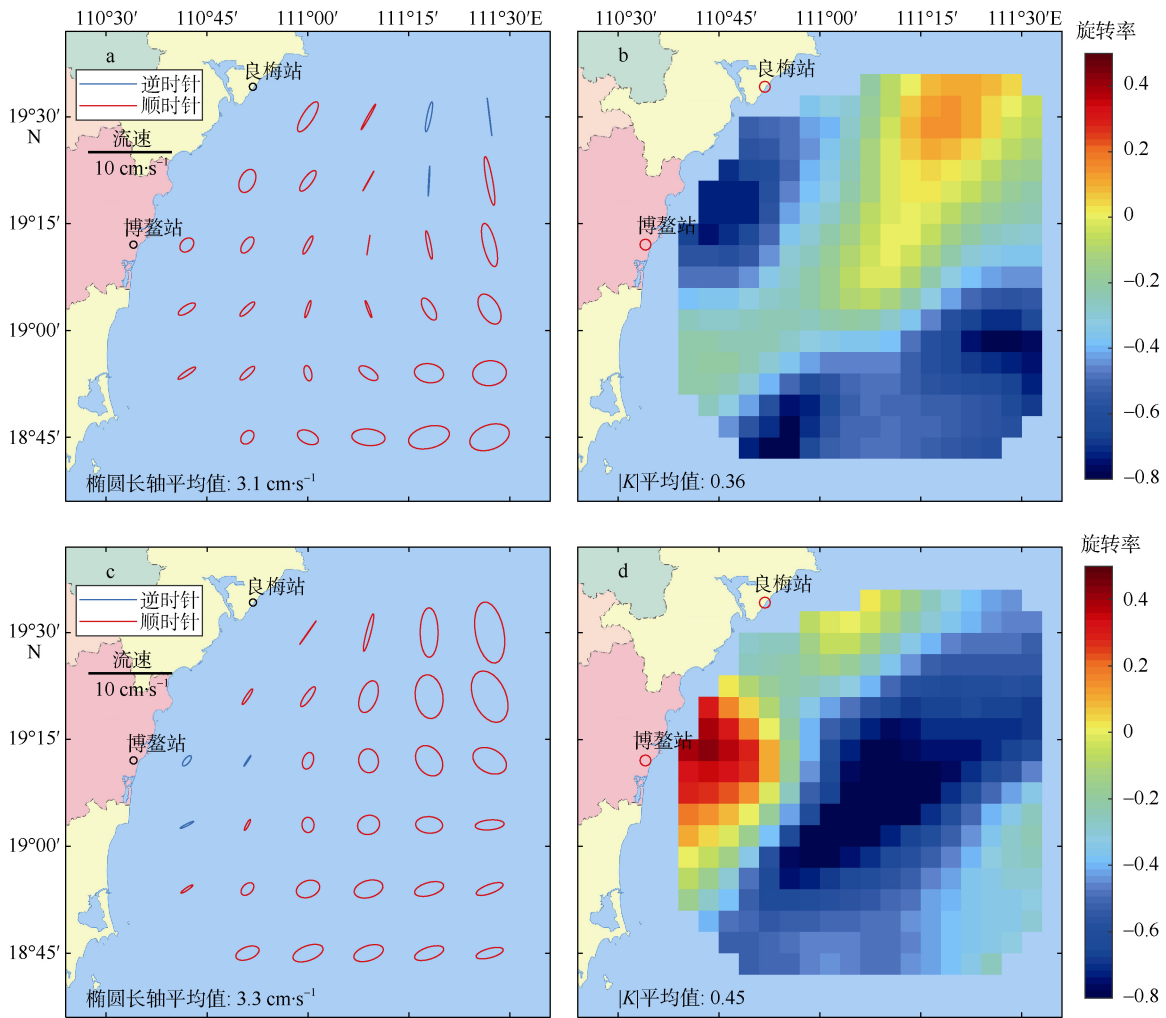 110°30′ 110°45′ 111°00′ 111°15′ 111°30′E
110°30′ 110°45′ 111°00′ 111°15′ 111°30′E
旋转率
a
逆时针
顺时针
流速
10 cm·s⁻¹
良梅站
博鳌站
19°30′
N
19°15′
19°00′
18°45′
椭圆长轴平均值: 3.1 cm·s⁻¹
b
良梅站
博鳌站
|K|平均值: 0.36
0.4
0.2
0
−0.2
−0.4
−0.6
−0.8
c
逆时针
顺时针
流速
10 cm·s⁻¹
良梅站
博鳌站
19°30′
N
19°15′
19°00′
18°45′
椭圆长轴平均值: 3.3 cm·s⁻¹
d
良梅站
博鳌站
|K|平均值: 0.45
旋转率
0.4
0.2
0
−0.2
−0.4
−0.6
−0.8